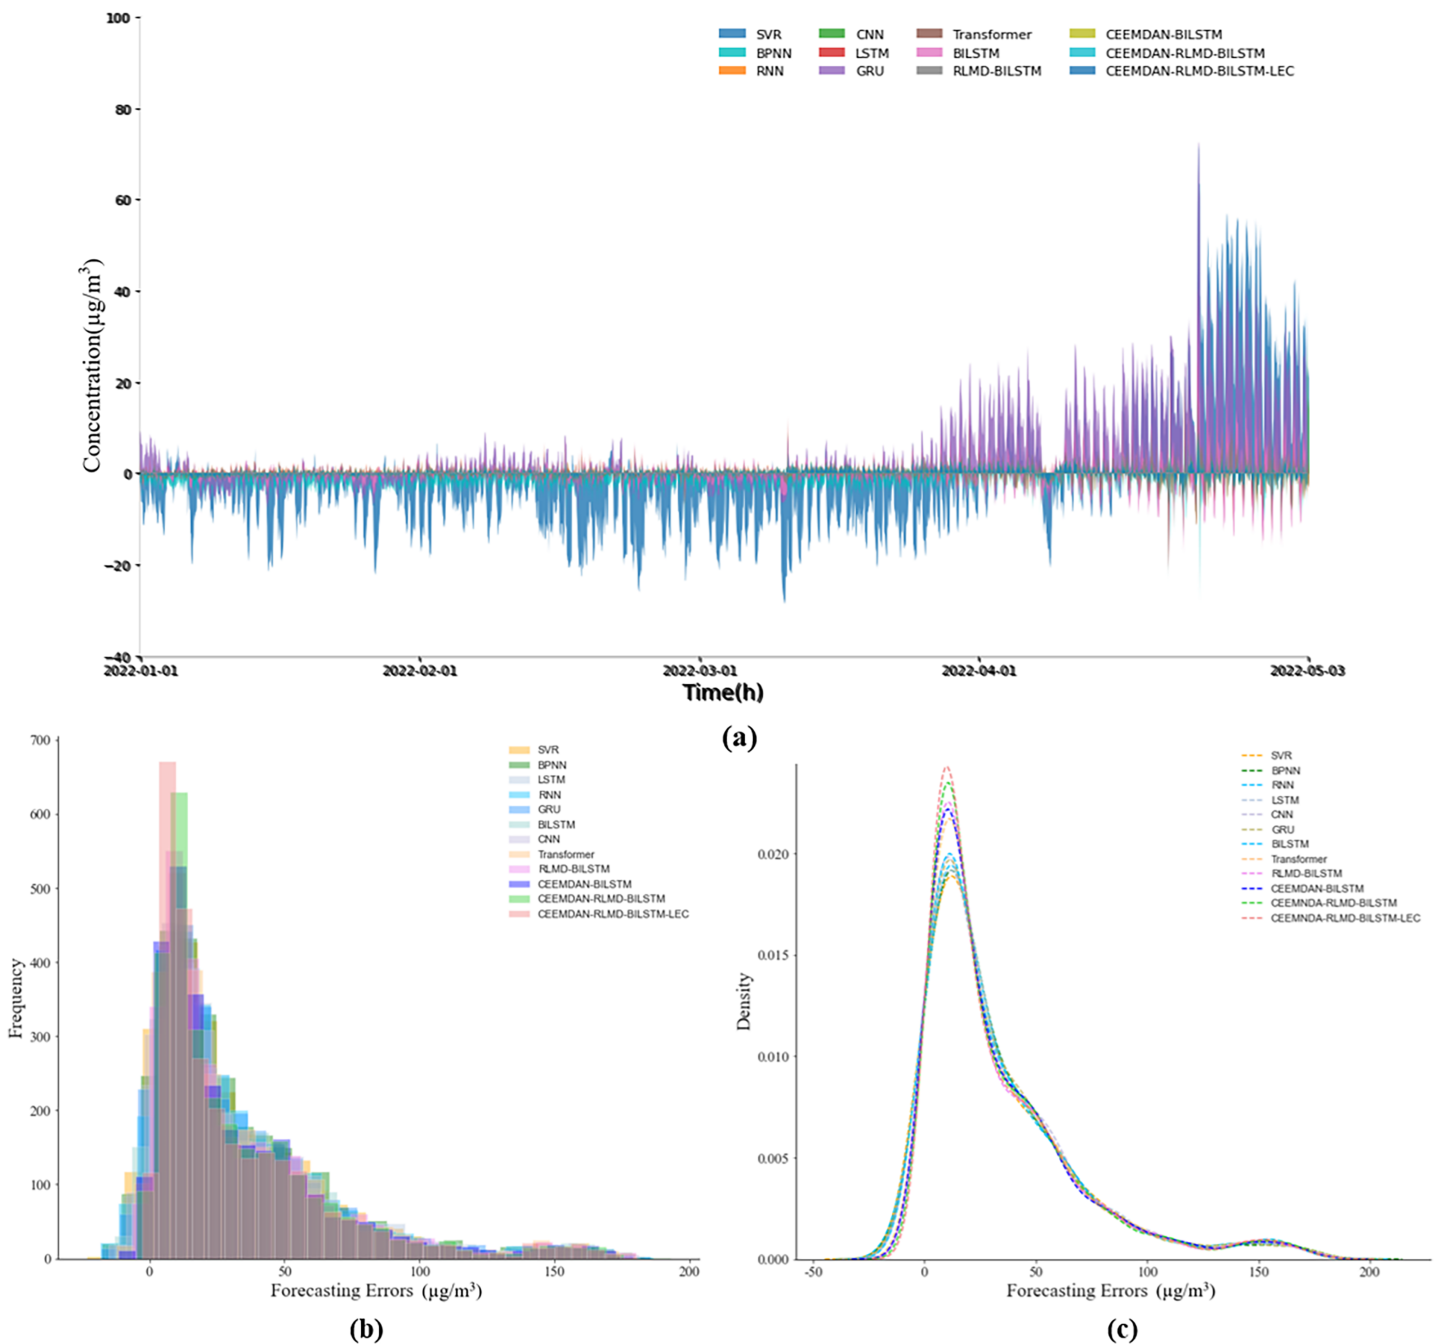 100
80
60
40
20
0
−20
−40
Concentration(µg/m³)
SVR CNN Transformer CEEMDAN-BILSTM
BPNN LSTM BILSTM CEEMDAN-RLMD-BILSTM
RNN GRU RLMD-BILSTM CEEMDAN-RLMD-BILSTM-LEC
2022-01-01 2022-02-01 2022-03-01 2022-04-01 2022-05-03
Time(h)
(a)
700
600
500
400
300
200
100
0
Frequency
SVR
BPNN
LSTM
RNN
GRU
BILSTM
CNN
Transformer
RLMD-BILSTM
CEEMDAN-BILSTM
CEEMDAN-RLMD-BILSTM
CEEMDAN-RLMD-BILSTM-LEC
0 50 100 150 200
Forecasting Errors (µg/m³)
(b)
0.020
0.015
0.010
0.005
0.000
Density
SVR
BPNN
RNN
LSTM
CNN
GRU
BILSTM
Transformer
RLMD-BILSTM
CEEMDAN-BILSTM
CEEMNDA-RLMD-BILSTM
CEEMNDA-RLMD-BILSTM-LEC
-50 0 50 100 150 200
Forecasting Errors (µg/m³)
(c)